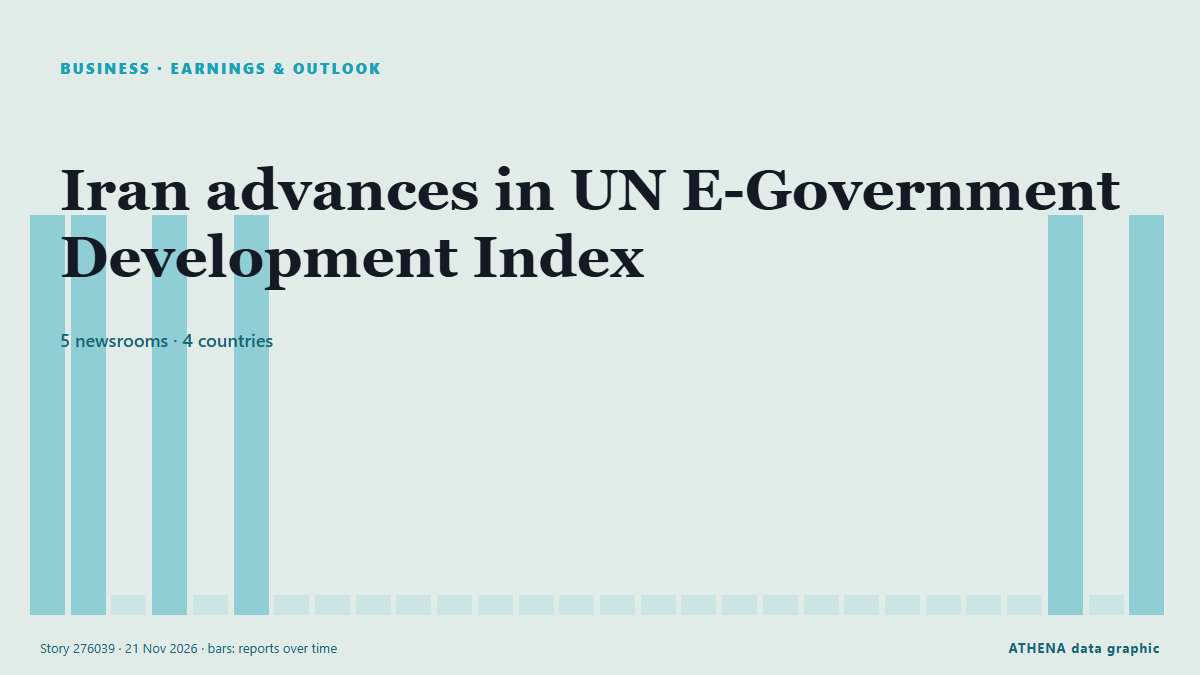 BUSINESS · EARNINGS & OUTLOOK
Iran advances in UN E-Government
Development Index
5 newsrooms · 4 countries
Story 276039 · 21 Nov 2026 · bars: reports over time
ATHENA data graphic